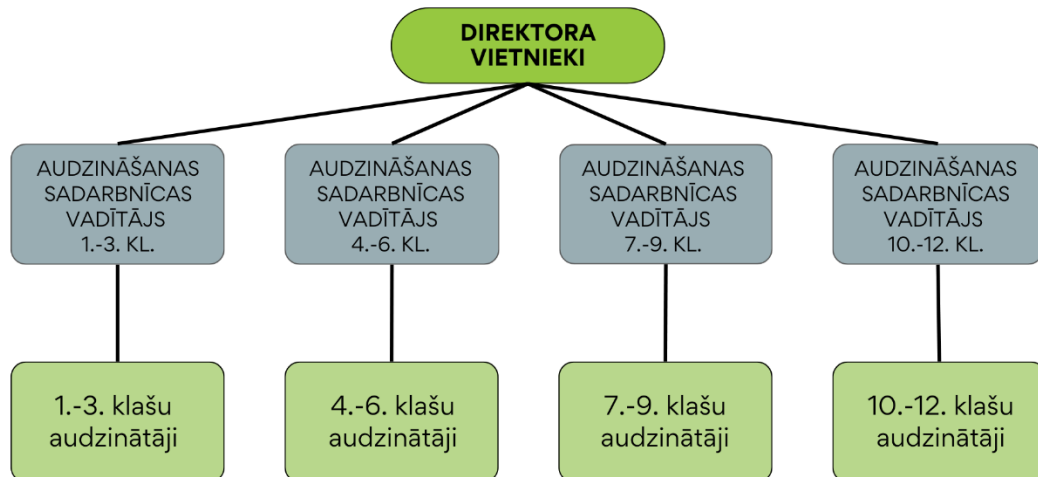 DIREKTORA
VIETNIEKI
AUDZINĀŠANAS
SADARBNĪCAS
VADĪTĀJS
1.-3. KL.
AUDZINĀŠANAS
SADARBNĪCAS
VADĪTĀJS
4.-6. KL.
AUDZINĀŠANAS
SADARBNĪCAS
VADĪTĀJS
7.-9. KL.
AUDZINĀŠANAS
SADARBNĪCAS
VADĪTĀJS
10.-12. KL.
1.-3. klašu
audzinātāji
4.-6. klašu
audzinātāji
7.-9. klašu
audzinātāji
10.-12. klašu
audzinātāji